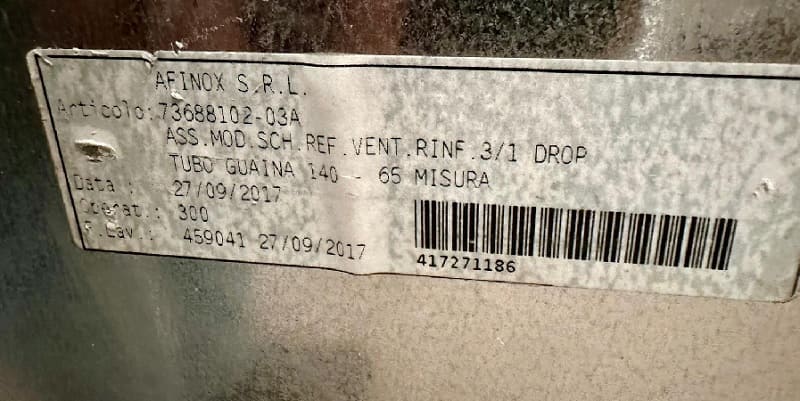 AFINOX S.R.L.
Articolo:73688102-03A
ASS.MOD.SCH.REF.VENT.RINF.3/1 DROP
TUBO GUAINA 140 - 65 MISURA
Data : 27/09/2017
Operat.: 300
F.Lav.: 459041 27/09/2017
417271186